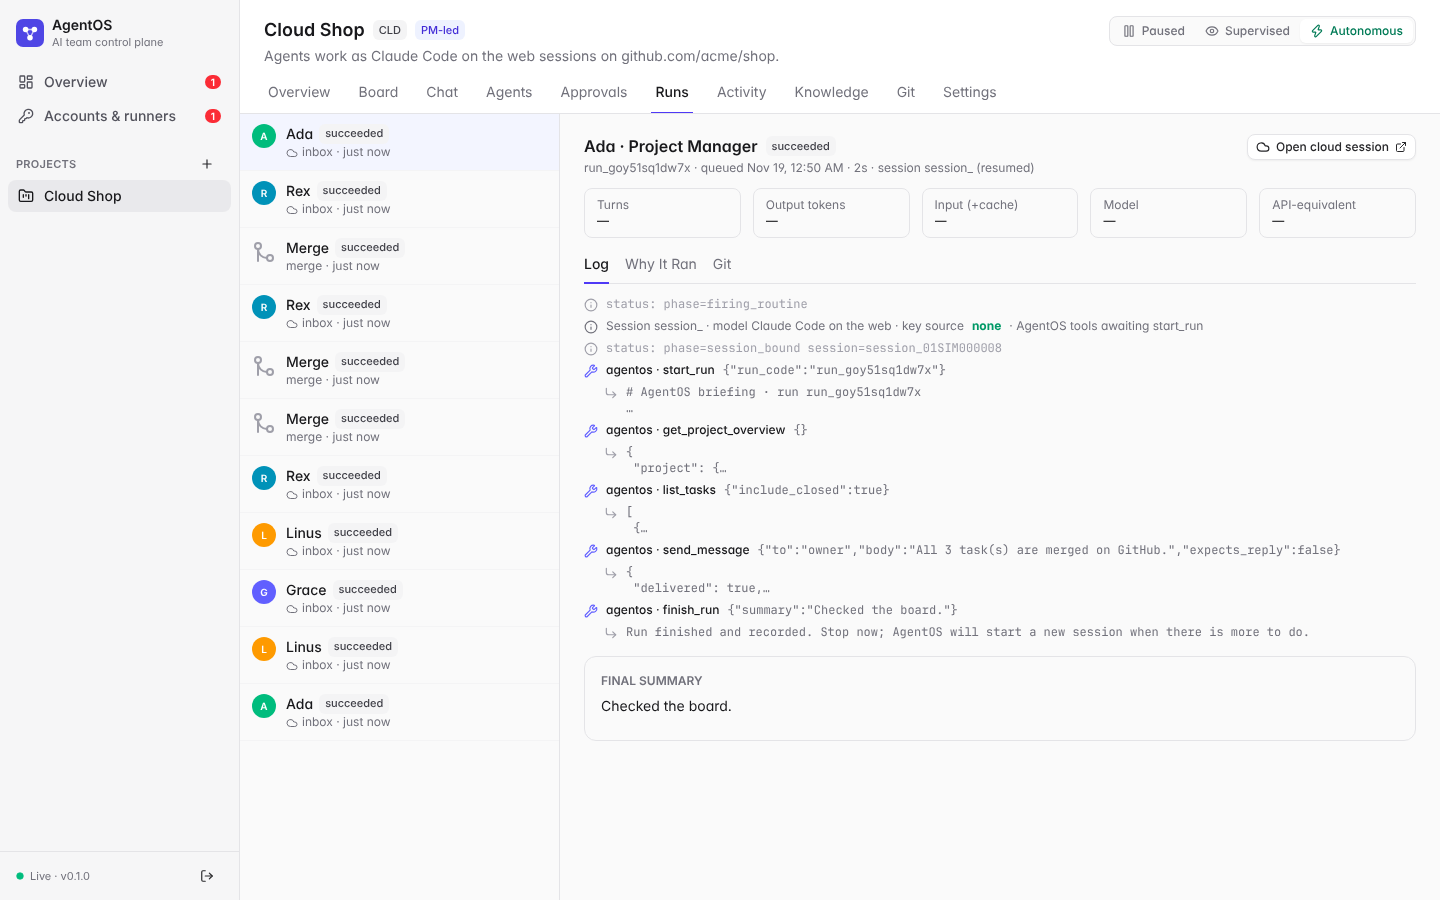 AgentOS
AI team control plane
Overview 1
Accounts & runners 1
PROJECTS
Cloud Shop
Live · v0.1.0
Cloud Shop CLD PM-led
Agents work as Claude Code on the web sessions on github.com/acme/shop.
Paused Supervised Autonomous
Overview Board Chat Agents Approvals Runs Activity Knowledge Git Settings
A Ada succeeded
inbox · just now
R Rex succeeded
inbox · just now
Merge succeeded
merge · just now
R Rex succeeded
inbox · just now
Merge succeeded
merge · just now
Merge succeeded
merge · just now
R Rex succeeded
inbox · just now
L Linus succeeded
inbox · just now
G Grace succeeded
inbox · just now
L Linus succeeded
inbox · just now
A Ada succeeded
inbox · just now
Ada · Project Manager succeeded
run_goy51sq1dw7x · queued Nov 19, 12:50 AM · 2s · session session_ (resumed)
Open cloud session
Turns
—
Output tokens
—
Input (+cache)
—
Model
—
API-equivalent
—
Log Why It Ran Git
status: phase=firing_routine
Session session_ · model Claude Code on the web · key source none · AgentOS tools awaiting start_run
status: phase=session_bound session=session_01SIM000008
agentos · start_run {"run_code":"run_goy51sq1dw7x"}
# AgentOS briefing · run run_goy51sq1dw7x
…
agentos · get_project_overview {}
{
"project": {…
agentos · list_tasks {"include_closed":true}
[
{…
agentos · send_message {"to":"owner","body":"All 3 task(s) are merged on GitHub.","expects_reply":false}
{
"delivered": true,…
agentos · finish_run {"summary":"Checked the board."}
Run finished and recorded. Stop now; AgentOS will start a new session when there is more to do.
FINAL SUMMARY
Checked the board.